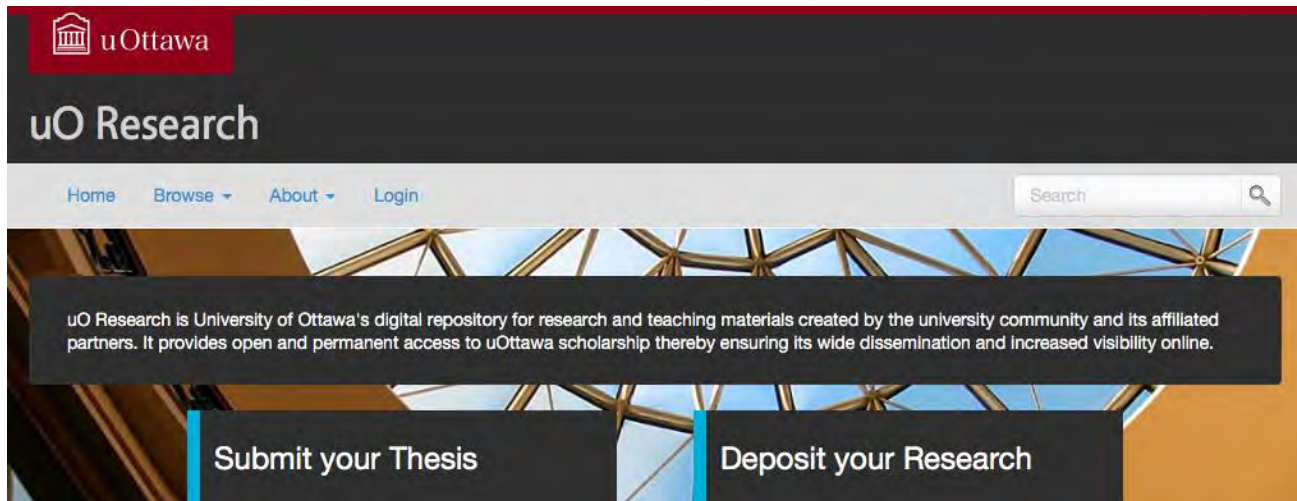 uOttawa
uO Research
Home Browse About Login Search
uO Research is University of Ottawa's digital repository for research and teaching materials created by the university community and its affiliated
partners. It provides open and permanent access to uOttawa scholarship thereby ensuring its wide dissemination and increased visibility online.
Submit your Thesis Deposit your Research